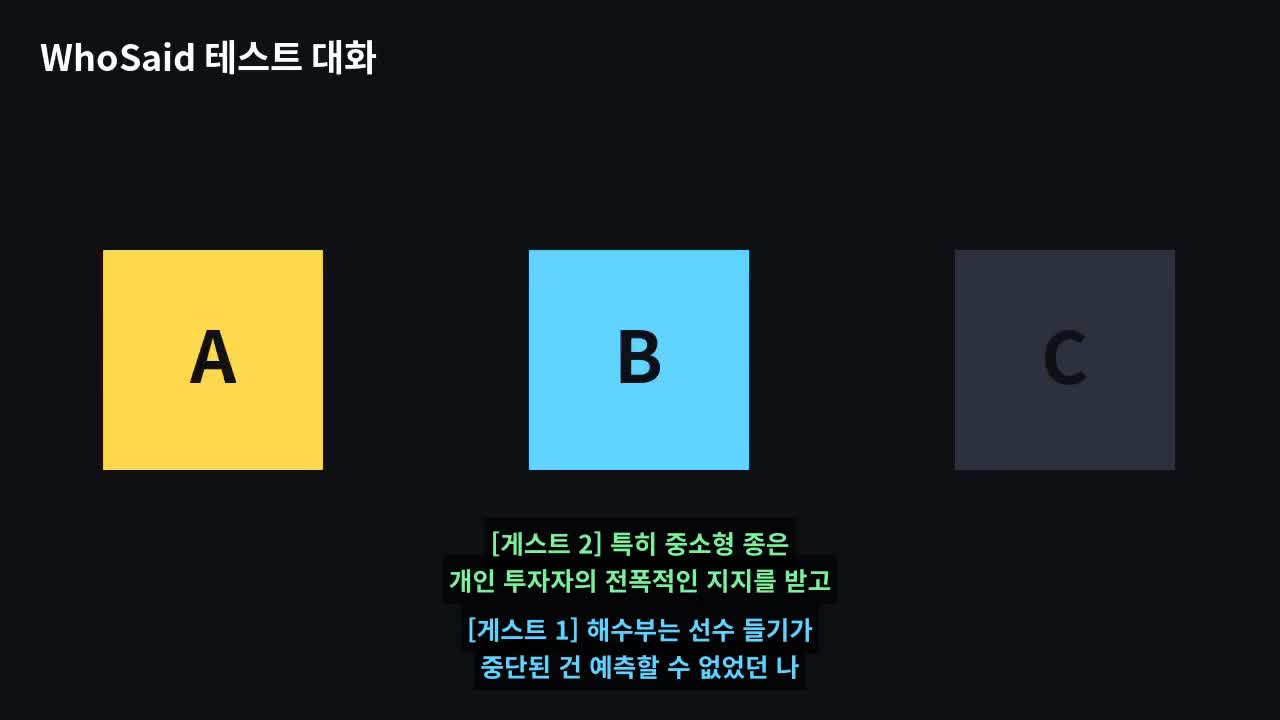 WhoSaid 테스트 대화
A
B
C
[게스트 2] 특히 중소형 종은
개인 투자자의 전폭적인 지지를 받고
[게스트 1] 해수부는 선수 들기가
중단된 건 예측할 수 없었던 나